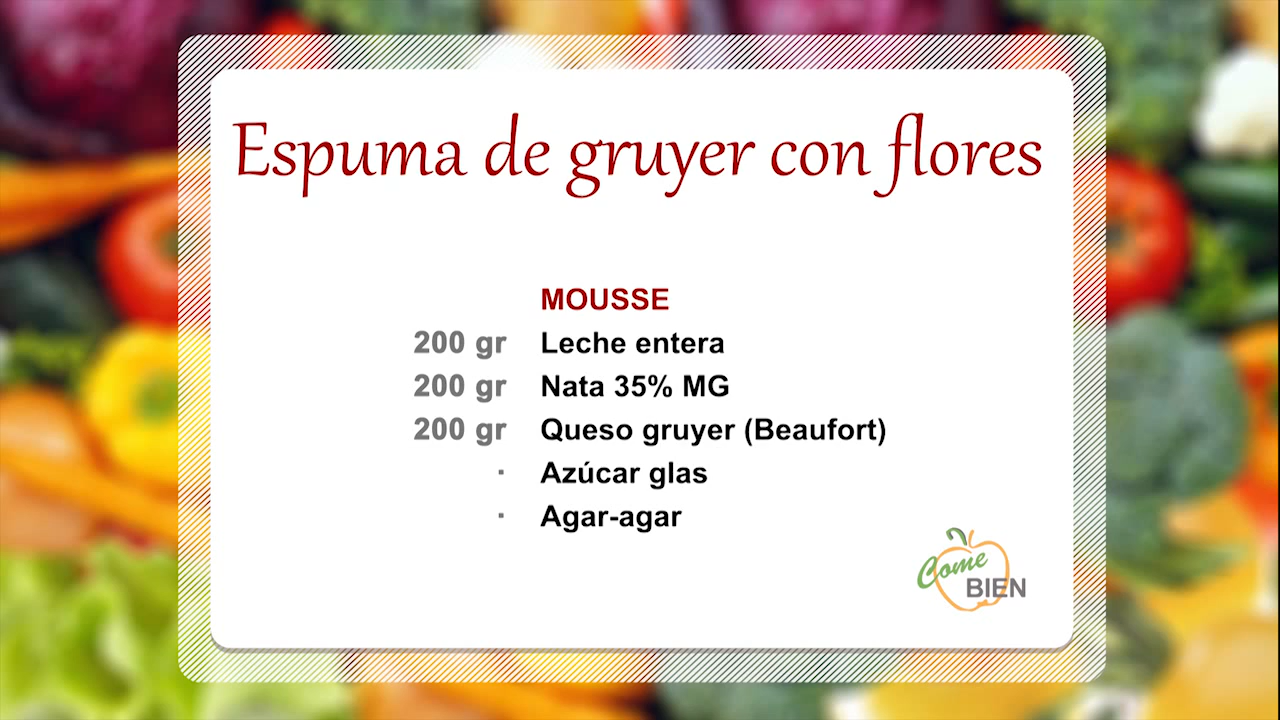 Espuma de gruyer con flores
MOUSSE
200 gr Leche entera
200 gr Nata 35% MG
200 gr Queso gruyer (Beaufort)
· Azúcar glas
· Agar-agar
Come
BIEN